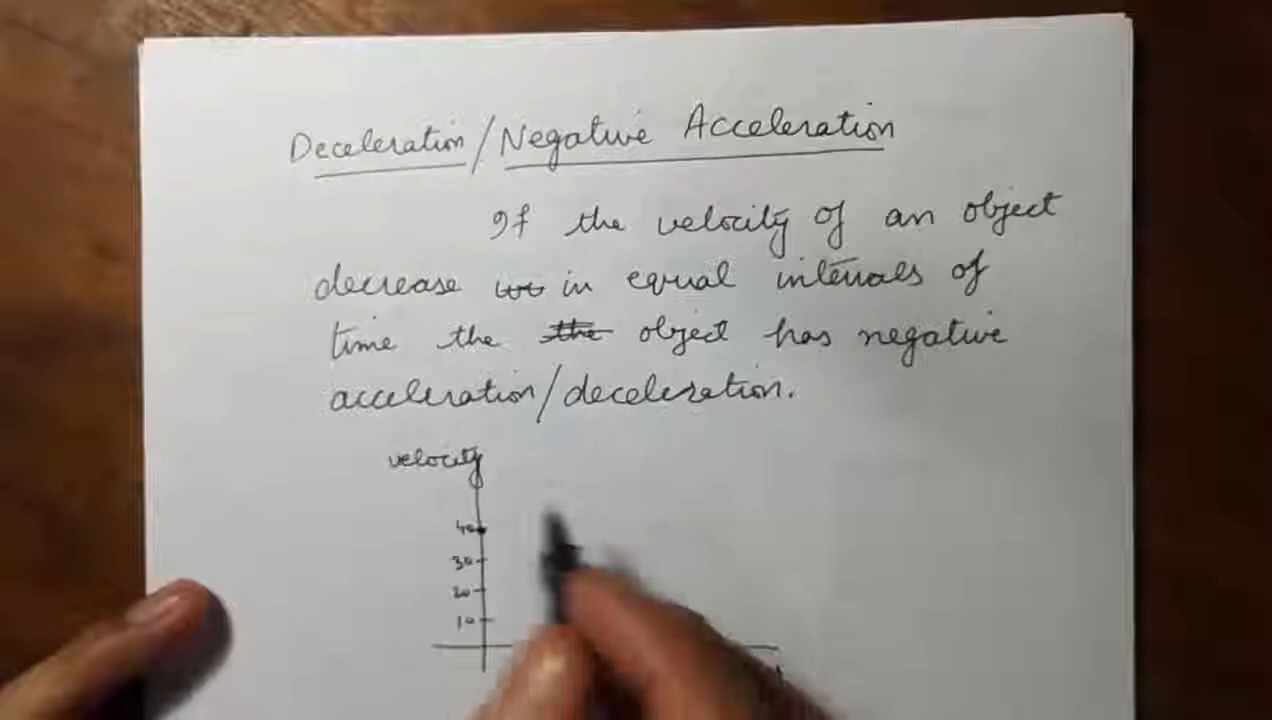 Deceleration/Negative Acceleration
If the velocity of an object
decrease in equal intervals of
time the the object has negative
acceleration/deceleration.
velocity
40
30
20
10